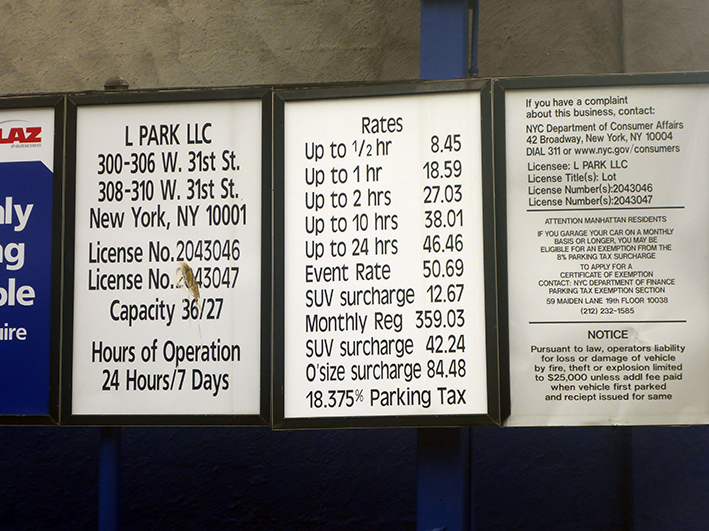 LAZ
PARKING
L PARK LLC
300-306 W. 31st St.
308-310 W. 31st St.
New York, NY 10001
License No.2043046
License No. 2043047
Capacity 36/27
Hours of Operation
24 Hours/7 Days
Rates
Up to 1/2 hr 8.45
Up to 1 hr 18.59
Up to 2 hrs 27.03
Up to 10 hrs 38.01
Up to 24 hrs 46.46
Event Rate 50.69
SUV surcharge 12.67
Monthly Reg 359.03
SUV surcharge 42.24
O'size surcharge 84.48
18.375% Parking Tax
If you have a complaint
about this business, contact:
NYC Department of Consumer Affairs
42 Broadway, New York, NY 10004
DIAL 311 or www.nyc.gov/consumers
Licensee: L PARK LLC
License Title(s): Lot
License Number(s):2043046
License Number(s):2043047
ATTENTION MANHATTAN RESIDENTS
IF YOU GARAGE YOUR CAR ON A MONTHLY
BASIS OR LONGER, YOU MAY BE
ELIGIBLE FOR AN EXEMPTION FROM THE
8% PARKING TAX SURCHARGE
TO APPLY FOR A
CERTIFICATE OF EXEMPTION
CONTACT: NYC DEPARTMENT OF FINANCE
PARKING TAX EXEMPTION SECTION
59 MAIDEN LANE 19th FLOOR 10038
(212) 232-1585
NOTICE
Pursuant to law, operators liability
for loss or damage of vehicle
by fire, theft or explosion limited
to $25,000 unless addl fee paid
when vehicle first parked
and reciept issued for same